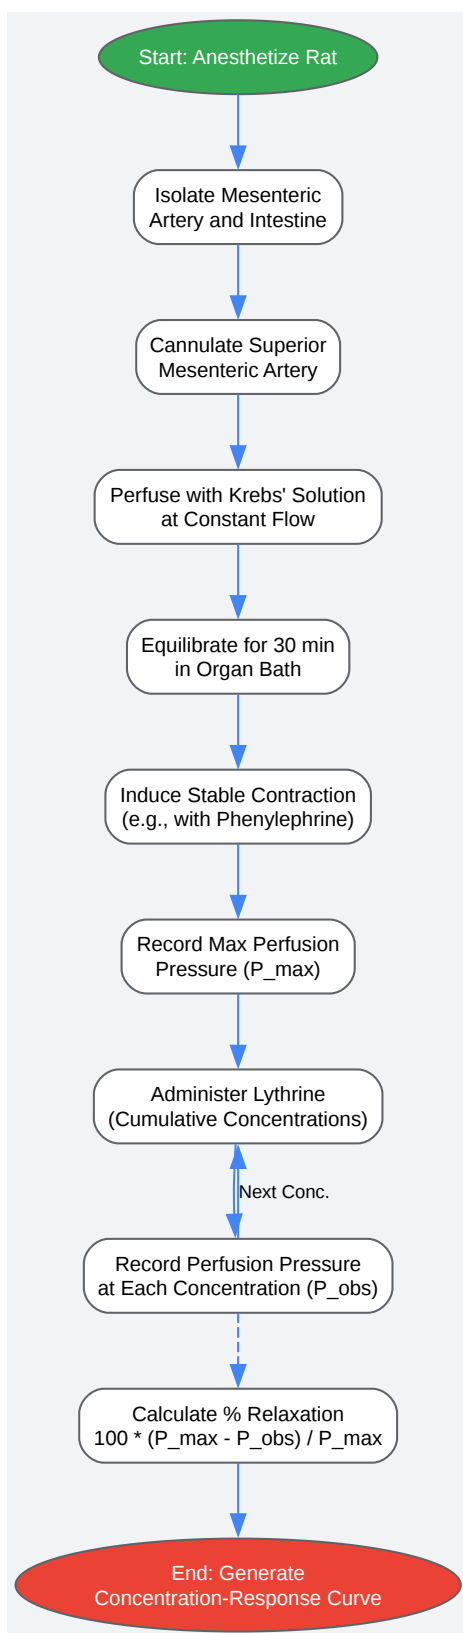 Start: Anesthetize Rat
Isolate Mesenteric
Artery and Intestine
Cannulate Superior
Mesenteric Artery
Perfuse with Krebs' Solution
at Constant Flow
Equilibrate for 30 min
in Organ Bath
Induce Stable Contraction
(e.g., with Phenylephrine)
Record Max Perfusion
Pressure (P_max)
Administer Lythrine
(Cumulative Concentrations)
Next Conc.
Record Perfusion Pressure
at Each Concentration (P_obs)
Calculate % Relaxation
100 * (P_max - P_obs) / P_max
End: Generate
Concentration-Response Curve